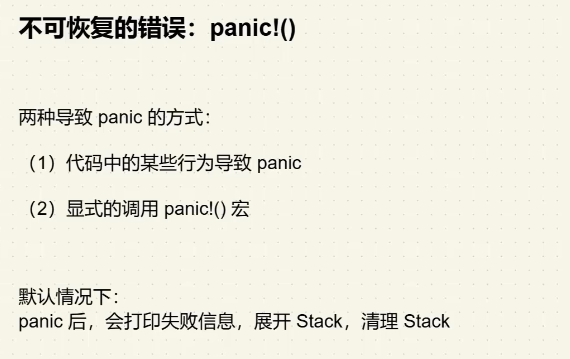 不可恢复的错误：panic!()
两种导致 panic 的方式：
（1）代码中的某些行为导致 panic
（2）显式的调用 panic!() 宏
默认情况下：
panic 后，会打印失败信息，展开 Stack，清理 Stack